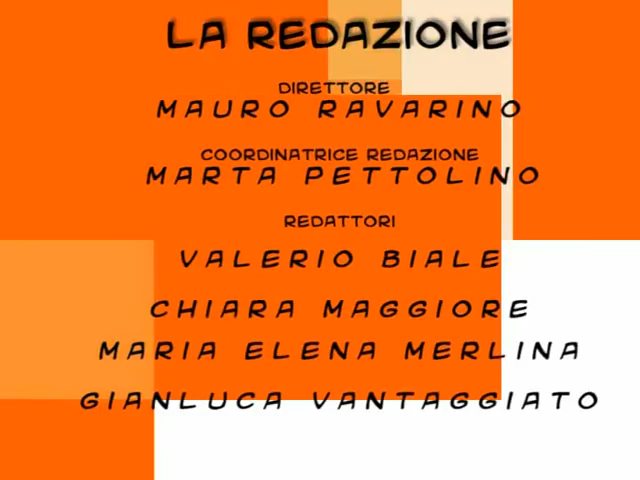 LA REDAZIONE
DIRETTORE
MAURO RAVARINO
COORDINATRICE REDAZIONE
MARTA PETTOLINO
REDATTORI
VALERIO BIALE
CHIARA MAGGIORE
MARIA ELENA MERLINA
GIANLUCA VANTAGGIATO